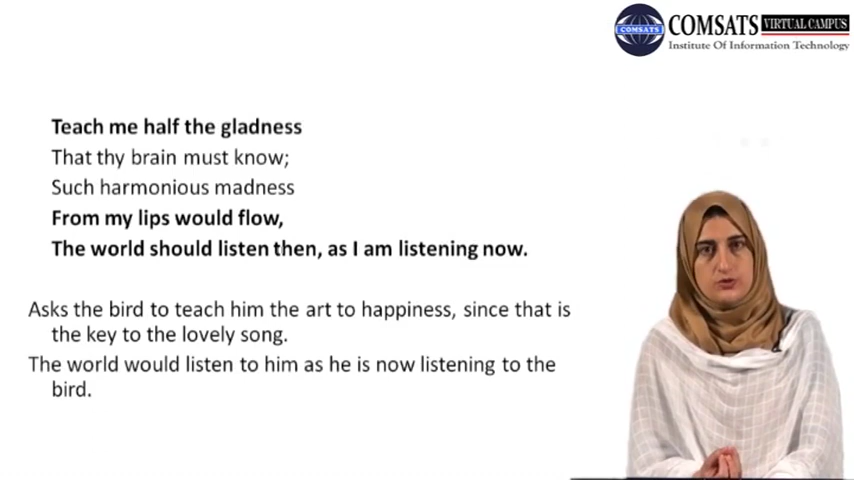 COMSATS VIRTUAL CAMPUS
COMSATS
Institute Of Information Technology
Teach me half the gladness
That thy brain must know;
Such harmonious madness
From my lips would flow,
The world should listen then, as I am listening now.
Asks the bird to teach him the art to happiness, since that is
the key to the lovely song.
The world would listen to him as he is now listening to the
bird.